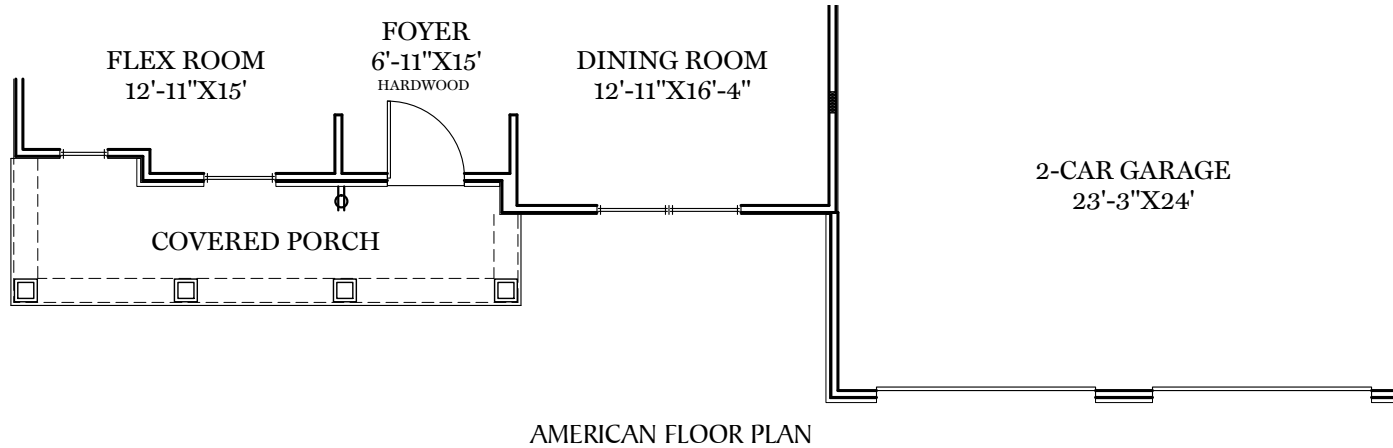 FLEX ROOM
12'-11"X15'
FOYER
6'-11"X15'
HARDWOOD
DINING ROOM
12'-11"X16'-4"
2-CAR GARAGE
23'-3"X24'
COVERED PORCH
AMERICAN FLOOR PLAN